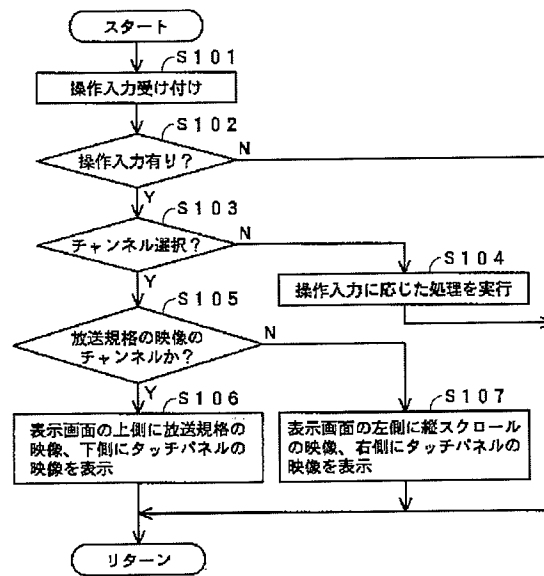 スタート
S101
操作入力受け付け
S102
操作入力有り?
N
Y
S103
チャンネル選択?
N
Y
S104
操作入力に応じた処理を実行
S105
放送規格の映像の
チャンネルか?
N
Y
S106
表示画面の上側に放送規格の
映像、下側にタッチパネルの
映像を表示
S107
表示画面の左側に縦スクロール
の映像、右側にタッチパネルの
映像を表示
リターン